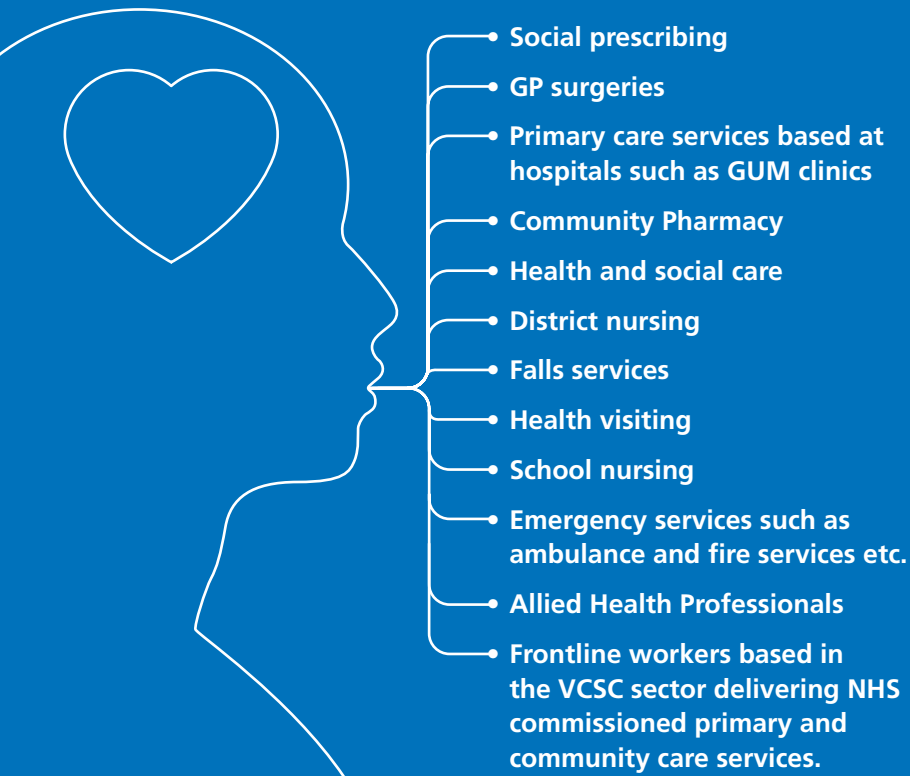 Social prescribing
GP surgeries
Primary care services based at
hospitals such as GUM clinics
Community Pharmacy
Health and social care
District nursing
Falls services
Health visiting
School nursing
Emergency services such as
ambulance and fire services etc.
Allied Health Professionals
Frontline workers based in
the VCSC sector delivering NHS
commissioned primary and
community care services.